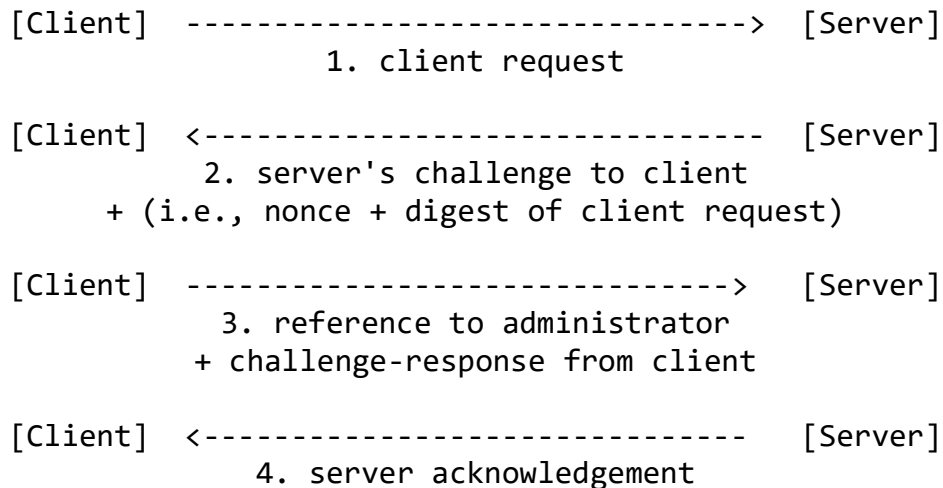 [Client] --------------------------------> [Server]
1. client request
[Client] <-------------------------------- [Server]
2. server's challenge to client
+ (i.e., nonce + digest of client request)
[Client] -------------------------------> [Server]
3. reference to administrator
+ challenge-response from client
[Client] <------------------------------- [Server]
4. server acknowledgement